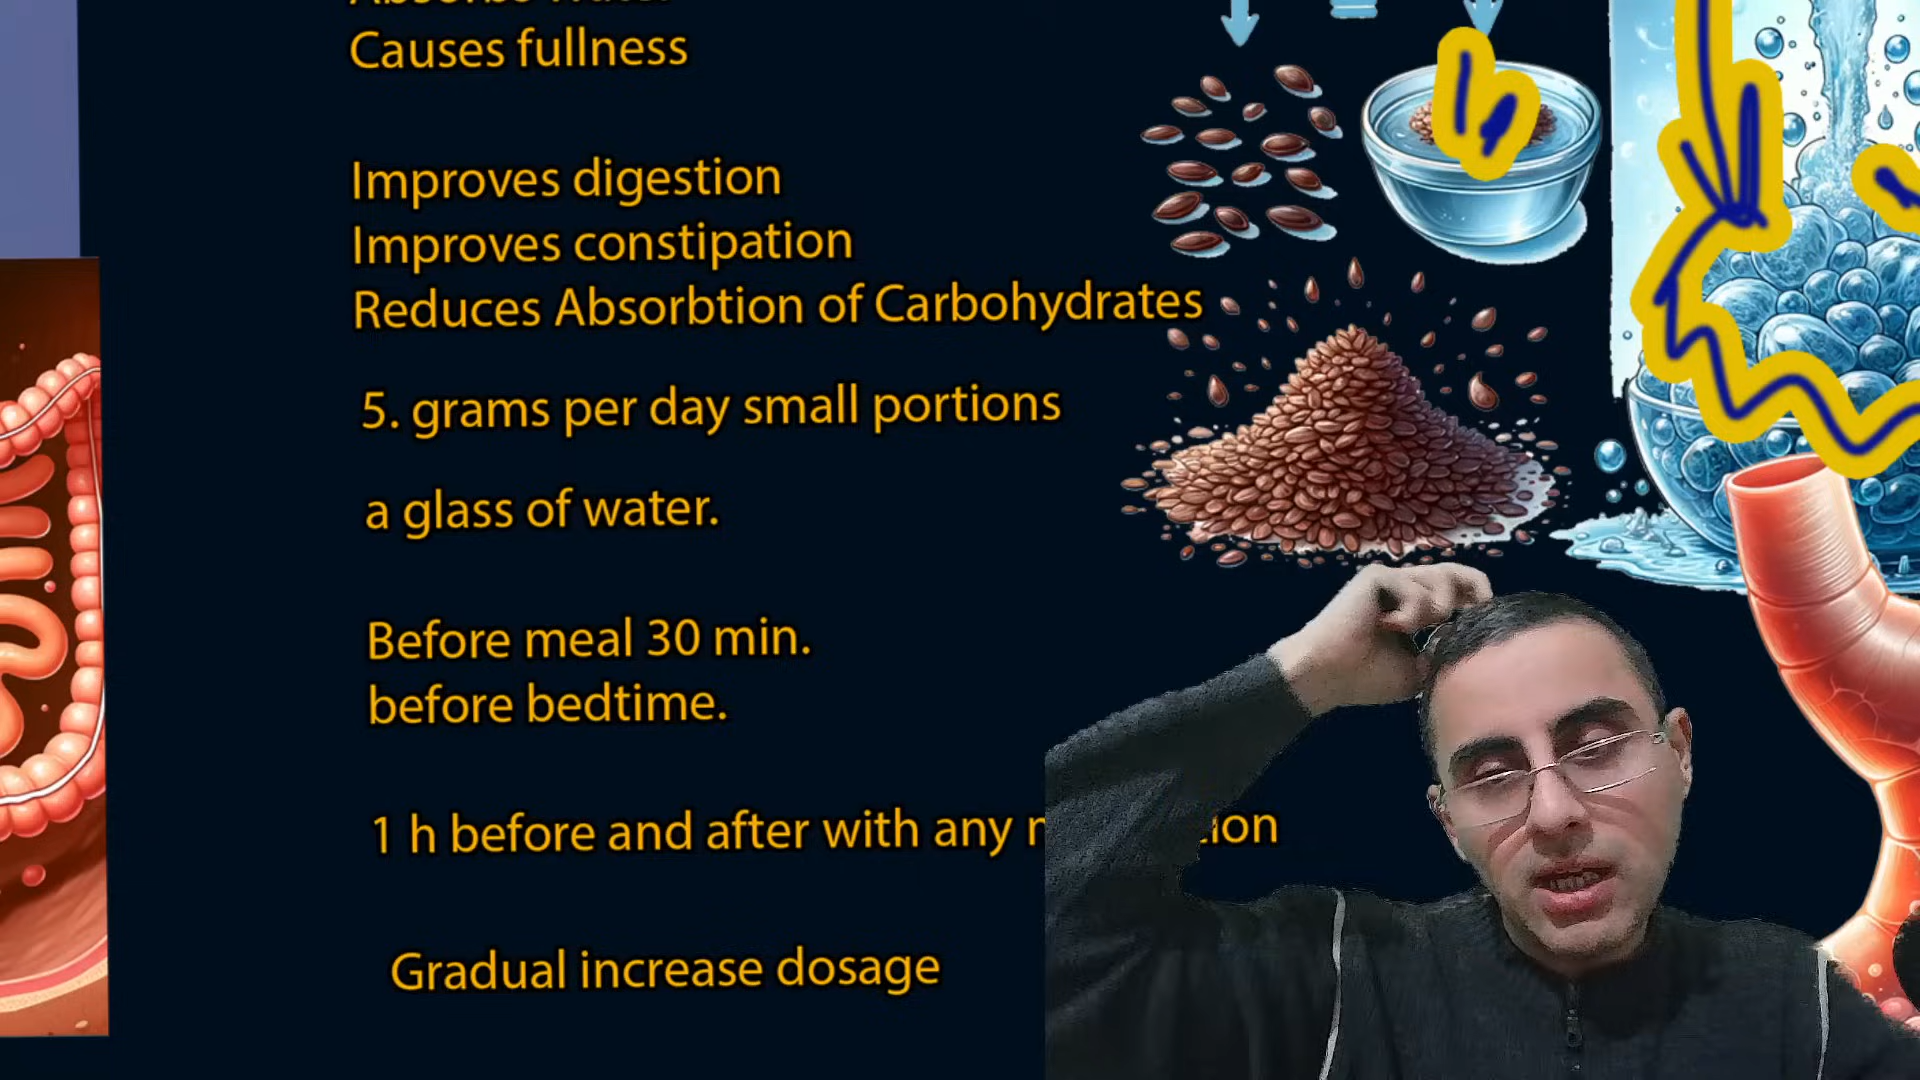 Causes fullness
Improves digestion
Improves constipation
Reduces Absorbtion of Carbohydrates
5. grams per day small portions
a glass of water.
Before meal 30 min.
before bedtime.
1 h before and after with any
Gradual increase dosage